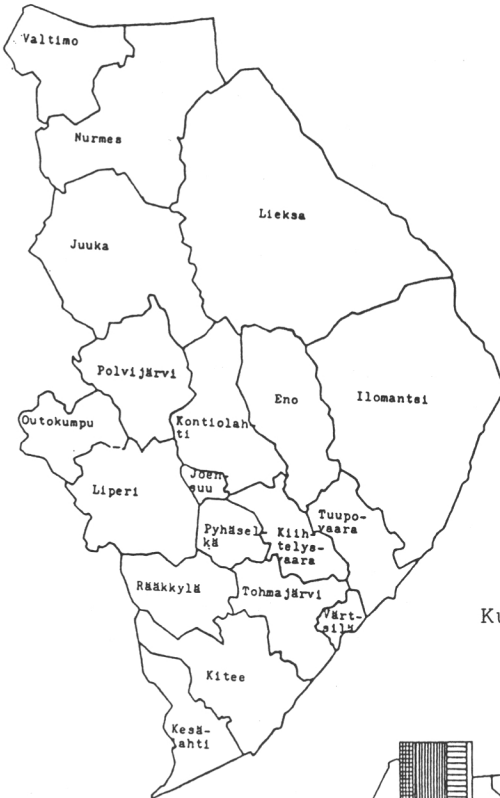 Valtimo
Nurmes
Lieksa
Juuka
Polvijärvi
Eno
Ilomantsi
Outokumpu
Kontiolah-
ti
Joen-
suu
Liperi
Tuupo-
vaara
Pyhäsel-
kä
Kiih-
telys-
vaara
Rääkkylä
Tohmajärvi
Värt-
silä
Ku
Kitee
Kesä-
lahti